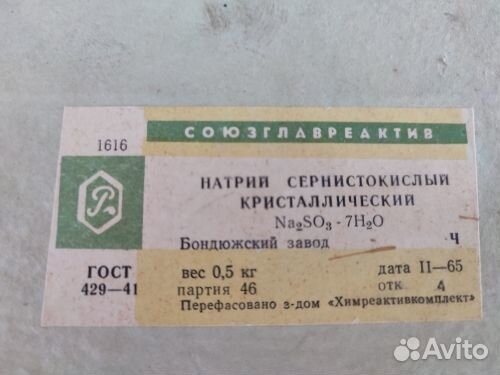 СОЮЗГЛАВРЕАКТИВ
1616
НАТРИЙ СЕРНИСТОКИСЛЫЙ
КРИСТАЛЛИЧЕСКИЙ
Na₂SO₃ · 7H₂O
Бондюжский завод Ч
ГОСТ вес 0,5 кг дата II—65
429—41 партия 46 отк 4
Перефасовано з-дом «Химреактивкомплект»
Avito